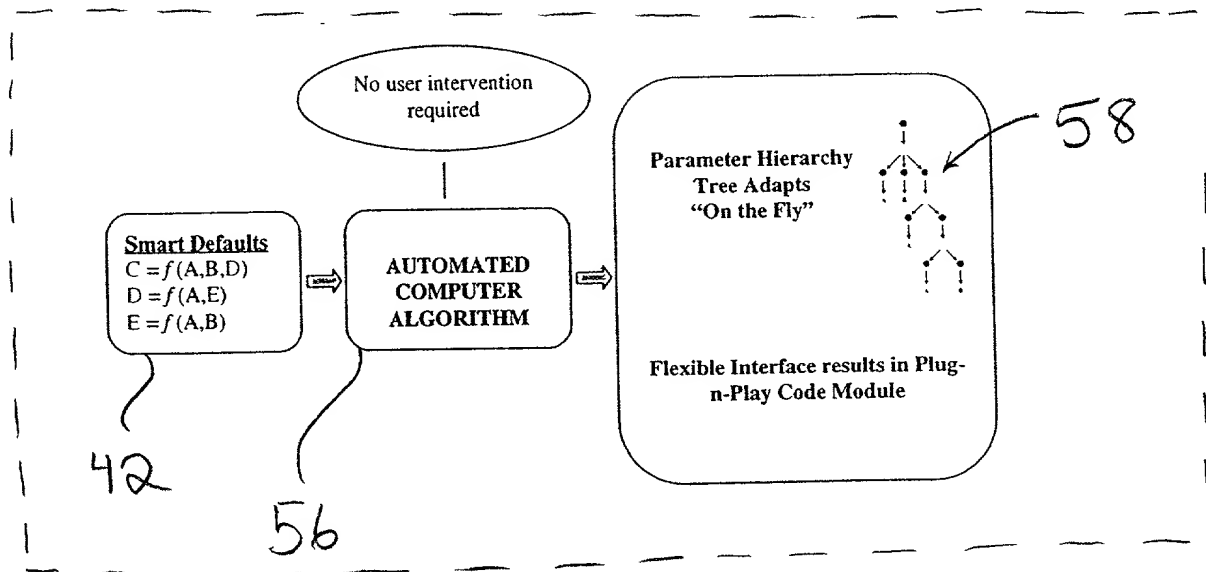 No user intervention
required
Smart Defaults
C = f (A,B,D)
D = f (A,E)
E = f (A,B)
AUTOMATED
COMPUTER
ALGORITHM
Parameter Hierarchy
Tree Adapts
“On the Fly”
Flexible Interface results in Plug-
n-Play Code Module
58
42
56